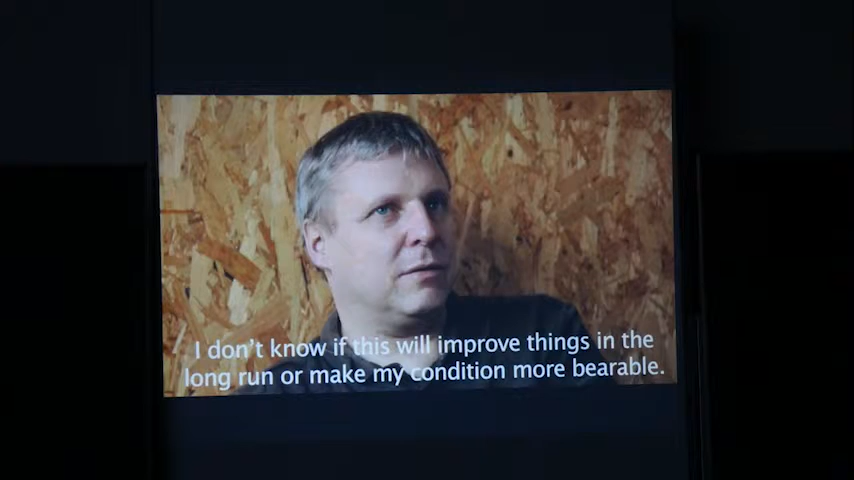 I don't know if this will improve things in the
long run or make my condition more bearable.